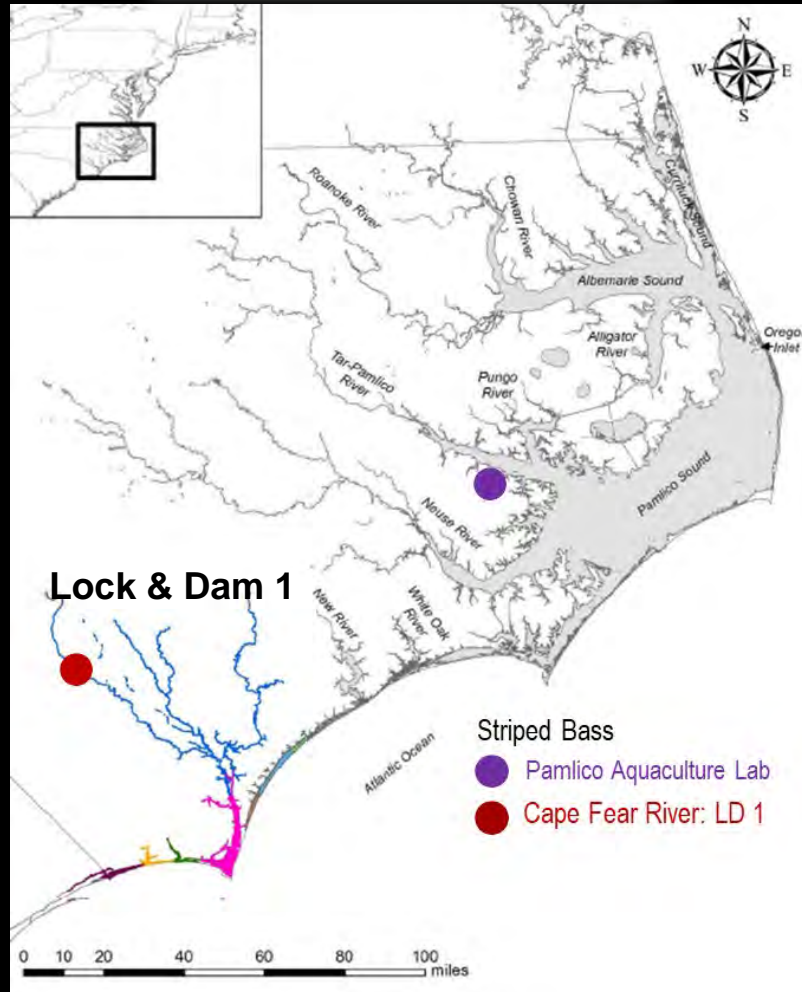 N
W
E
S
Roanoke River
Chowan River
Currituck Sound
Albemarle Sound
Oregon
Inlet
Alligator
River
Tar-Pamlico
River
Pungo
River
Pamlico Sound
Neuse River
Lock & Dam 1
New River
White Oak
River
Atlantic Ocean
Striped Bass
Pamlico Aquaculture Lab
Cape Fear River: LD 1
0 10 20 40 60 80 100
miles